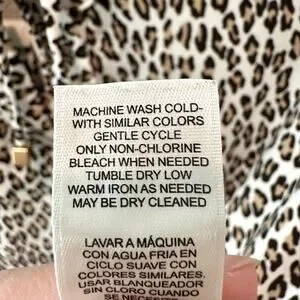 MACHINE WASH COLD-
WITH SIMILAR COLORS
GENTLE CYCLE
ONLY NON-CHLORINE
BLEACH WHEN NEEDED
TUMBLE DRY LOW
WARM IRON AS NEEDED
MAY BE DRY CLEANED
LAVAR A MÁQUINA
CON AGUA FRIA EN
CICLO SUAVE CON
COLORES SIMILARES.
USAR BLANQUEADOR
SIN CLORO CUANDO
SE NECESITE